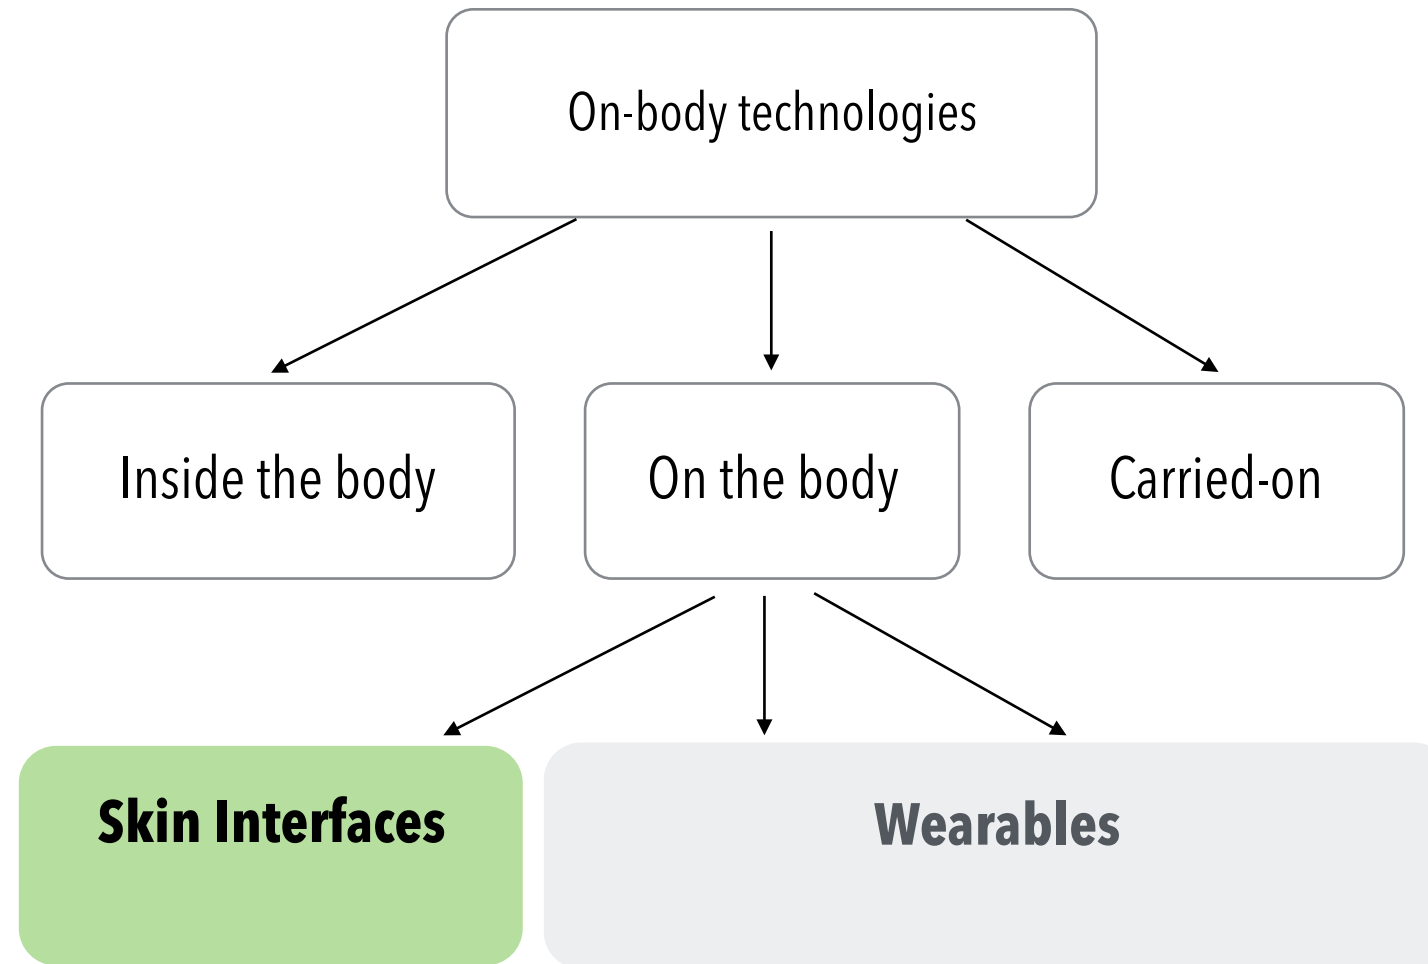 On-body technologies
Inside the body
On the body
Carried-on
Skin Interfaces
Wearables